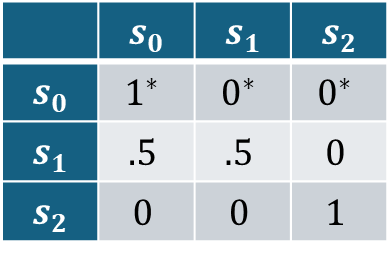 s₀ s₁ s₂
s₀ 1* 0* 0*
s₁ .5 .5 0
s₂ 0 0 1